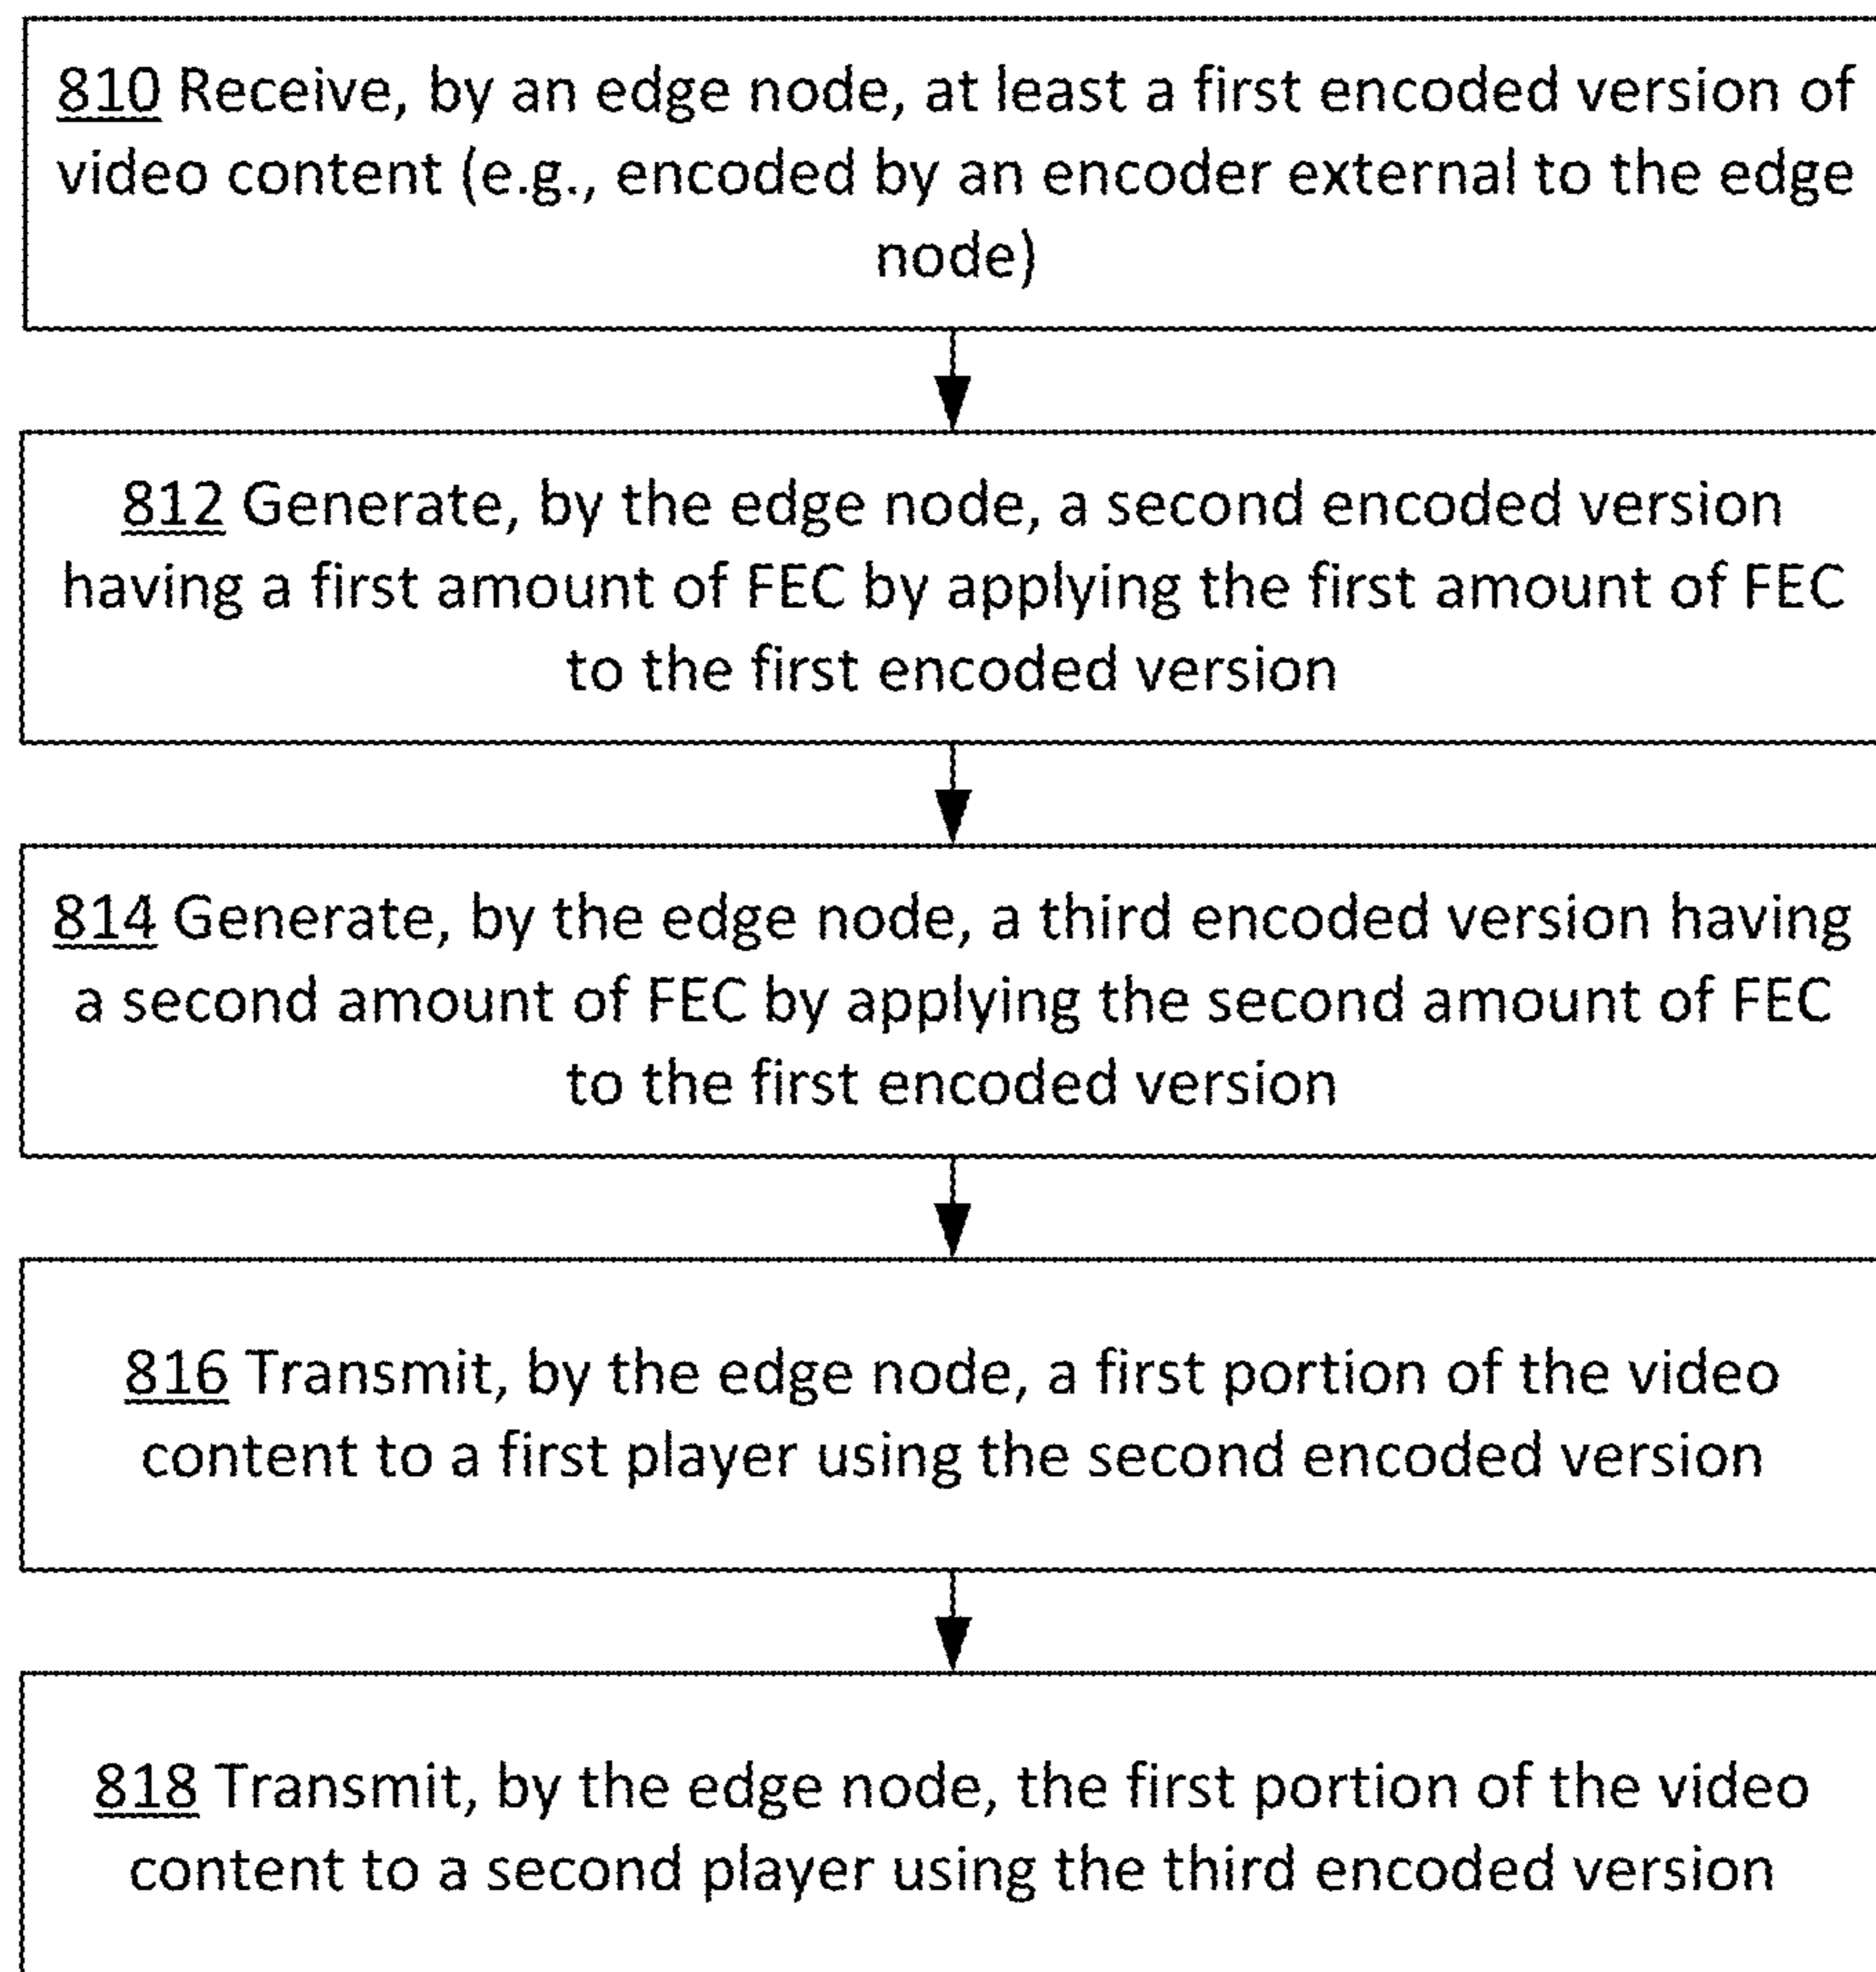 810 Receive, by an edge node, at least a first encoded version of
video content (e.g., encoded by an encoder external to the edge
node)
812 Generate, by the edge node, a second encoded version
having a first amount of FEC by applying the first amount of FEC
to the first encoded version
814 Generate, by the edge node, a third encoded version having
a second amount of FEC by applying the second amount of FEC
to the first encoded version
816 Transmit, by the edge node, a first portion of the video
content to a first player using the second encoded version
818 Transmit, by the edge node, the first portion of the video
content to a second player using the third encoded version